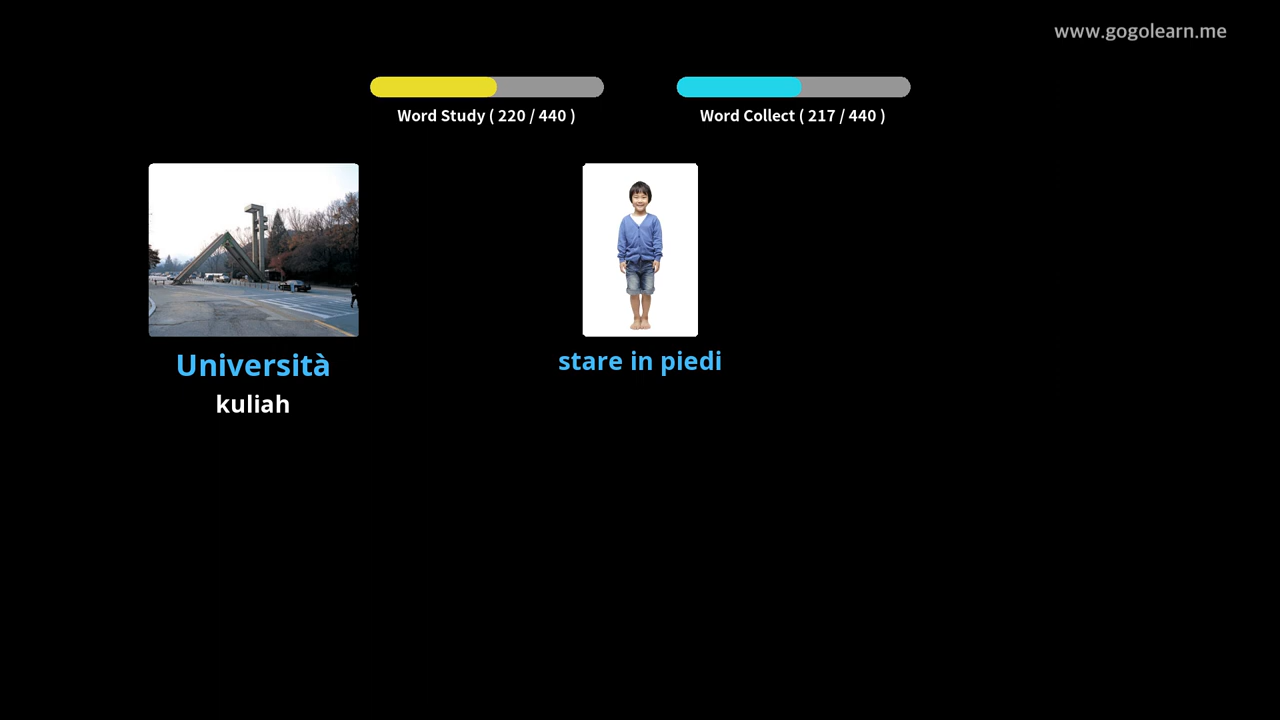 www.gogolearn.me
Word Study ( 220 / 440 )
Word Collect ( 217 / 440 )
Università
kuliah
stare in piedi